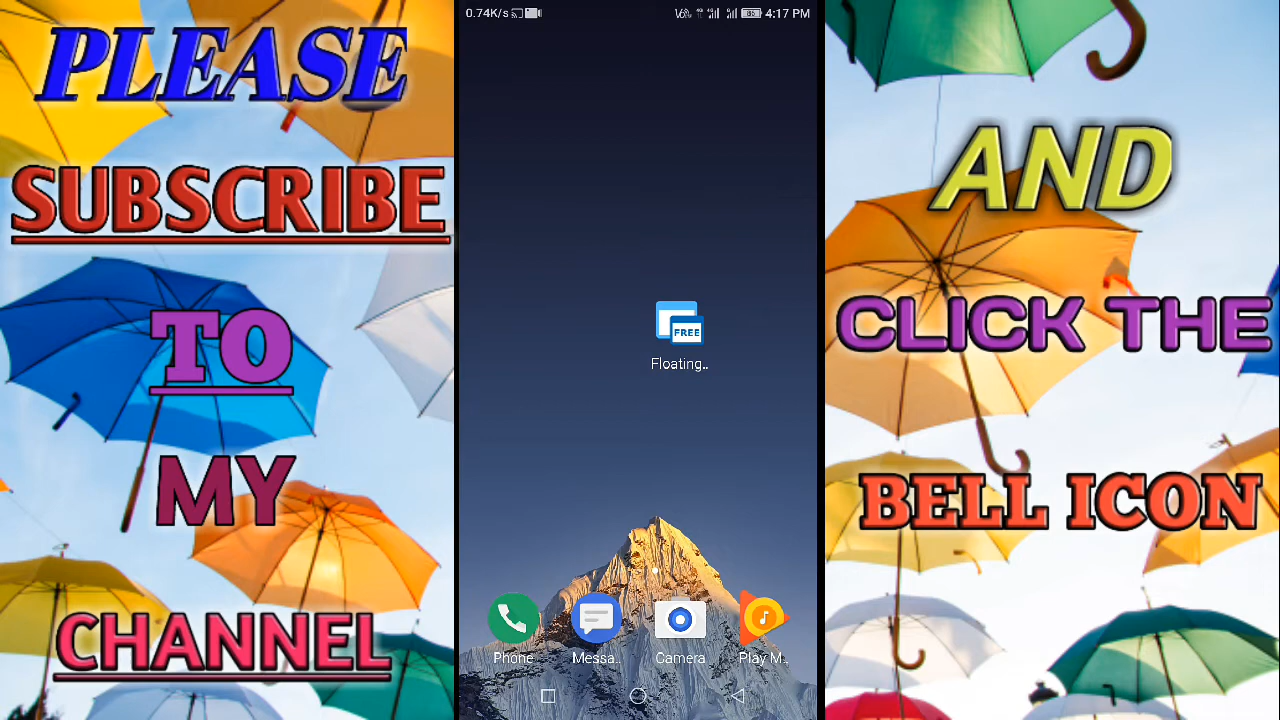 PLEASE
SUBSCRIBE
TO
MY
CHANNEL
0.74K/s
4:17 PM
FREE
Floating..
Phone
Messa..
Camera
Play M..
AND
CLICK THE
BELL ICON